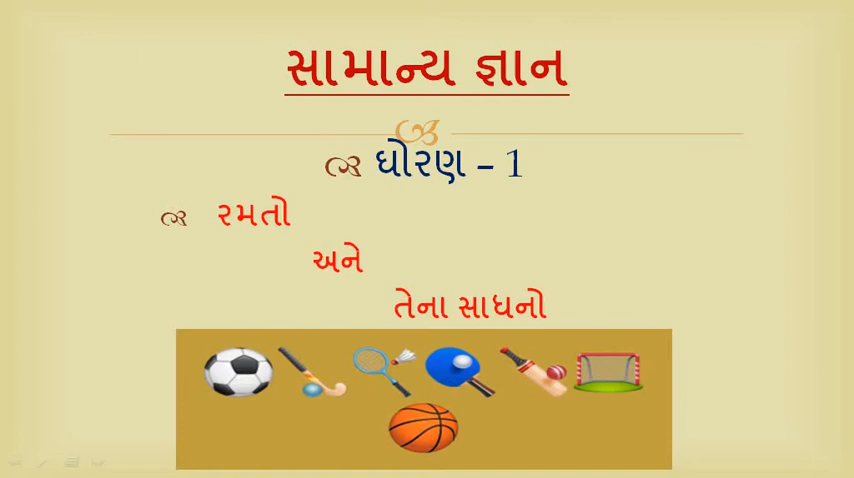 સામાન્ય જ્ઞાન
ઘોરણ – 1
રમતો
અને
તેના સાધનો